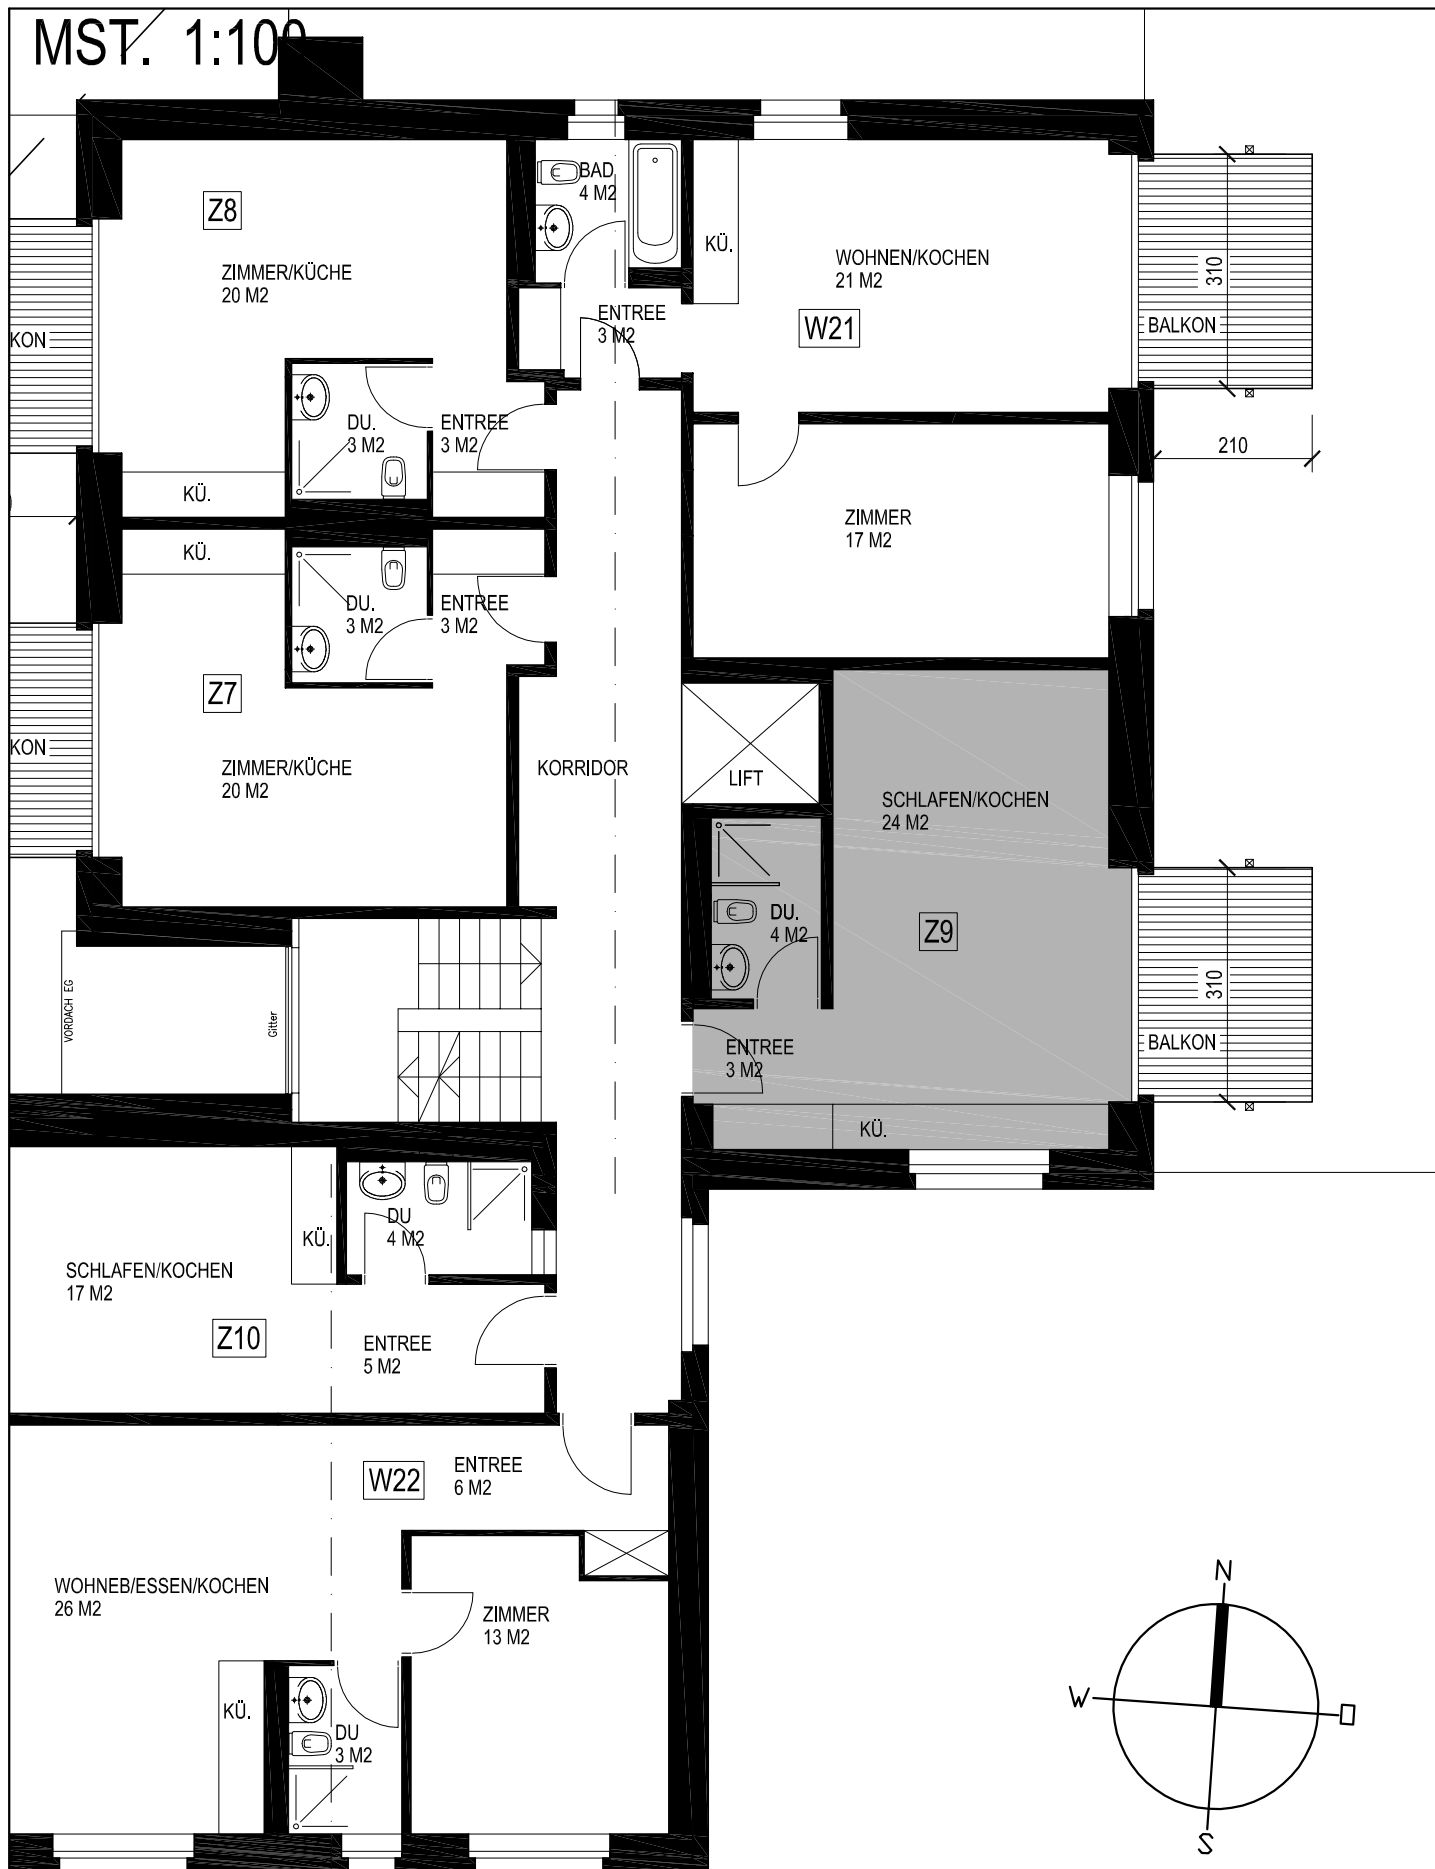 MST. 1:100
Z8
ZIMMER/KÜCHE
20 M2
BAD
4 M2
KÜ.
WOHNEN/KOCHEN
21 M2
W21
ENTREE
3 M2
310
BALKON
210
KON
DU.
3 M2
ENTREE
3 M2
KÜ.
KÜ.
DU.
3 M2
ENTREE
3 M2
ZIMMER
17 M2
Z7
ZIMMER/KÜCHE
20 M2
KON
KORRIDOR
LIFT
SCHLAFEN/KOCHEN
24 M2
DU.
4 M2
Z9
310
BALKON
ENTREE
3 M2
KÜ.
VORDACH EG
Gitter
DU
4 M2
KÜ.
SCHLAFEN/KOCHEN
17 M2
Z10
ENTREE
5 M2
W22
ENTREE
6 M2
WOHNEB/ESSEN/KOCHEN
26 M2
ZIMMER
13 M2
KÜ.
DU
3 M2
N
W
O
S